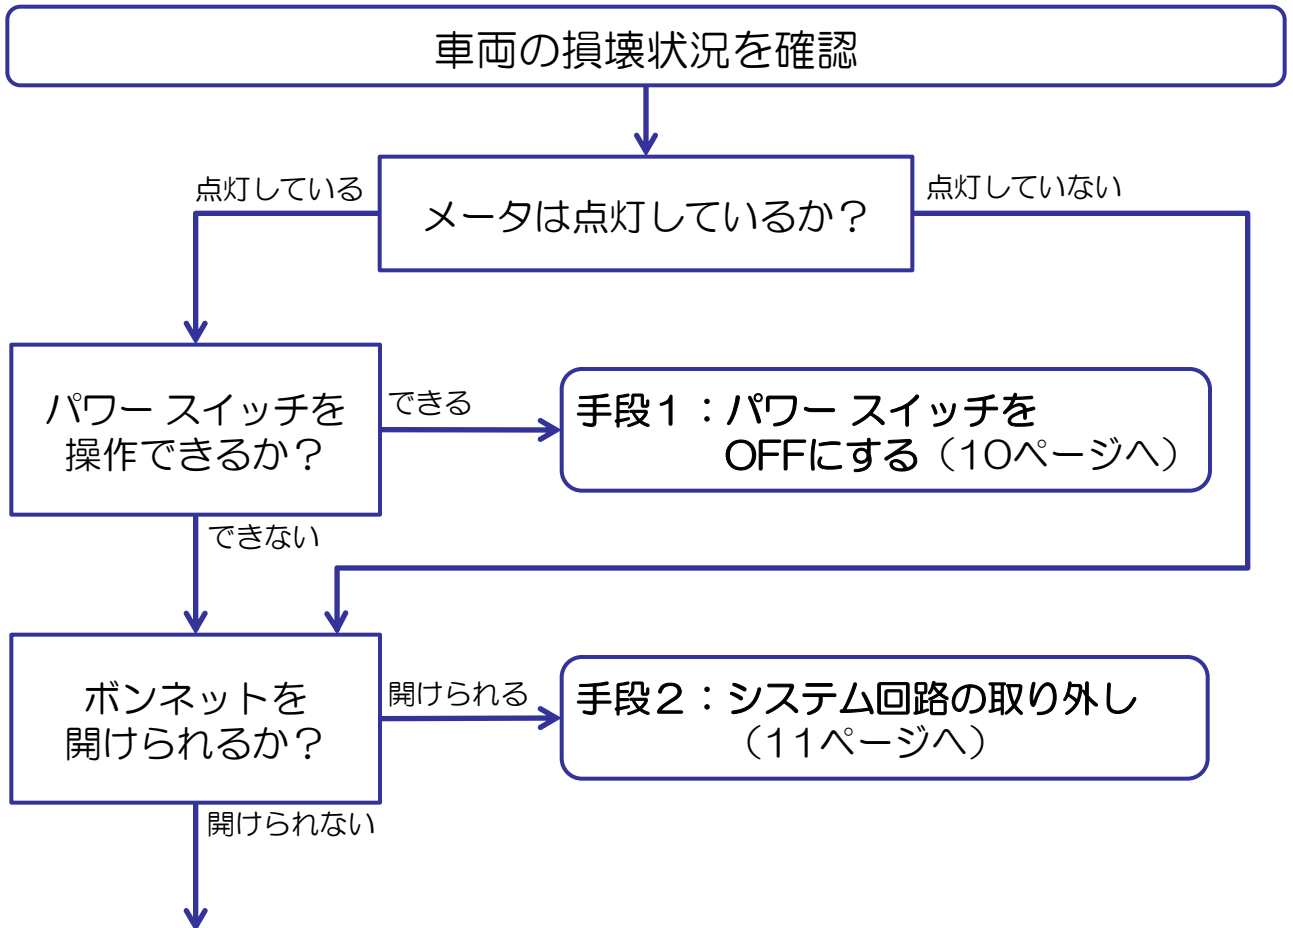 車両の損壊状況を確認
点灯している
点灯していない
メータは点灯しているか？
パワー スイッチを
操作できるか？
できる
手段１：パワー スイッチを
OFFにする（10ページへ）
できない
ボンネットを
開けられるか？
開けられる
手段２：システム回路の取り外し
（11ページへ）
開けられない